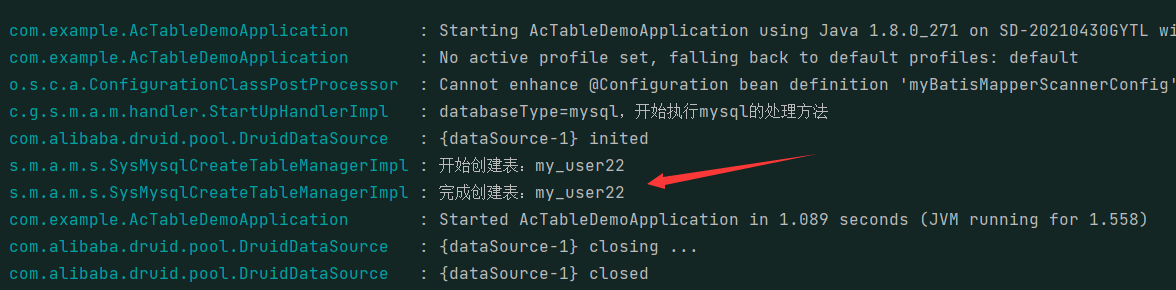 com.example.AcTableDemoApplication : Starting AcTableDemoApplication using Java 1.8.0_271 on SD-20210430GYTL wi
com.example.AcTableDemoApplication : No active profile set, falling back to default profiles: default
o.s.c.a.ConfigurationClassPostProcessor : Cannot enhance @Configuration bean definition 'myBatisMapperScannerConfig'
c.g.s.m.a.m.handler.StartUpHandlerImpl : databaseType=mysql，开始执行mysql的处理方法
com.alibaba.druid.pool.DruidDataSource : {dataSource-1} inited
s.m.a.m.s.SysMysqlCreateTableManagerImpl : 开始创建表：my_user22
s.m.a.m.s.SysMysqlCreateTableManagerImpl : 完成创建表：my_user22
com.example.AcTableDemoApplication : Started AcTableDemoApplication in 1.089 seconds (JVM running for 1.558)
com.alibaba.druid.pool.DruidDataSource : {dataSource-1} closing ...
com.alibaba.druid.pool.DruidDataSource : {dataSource-1} closed